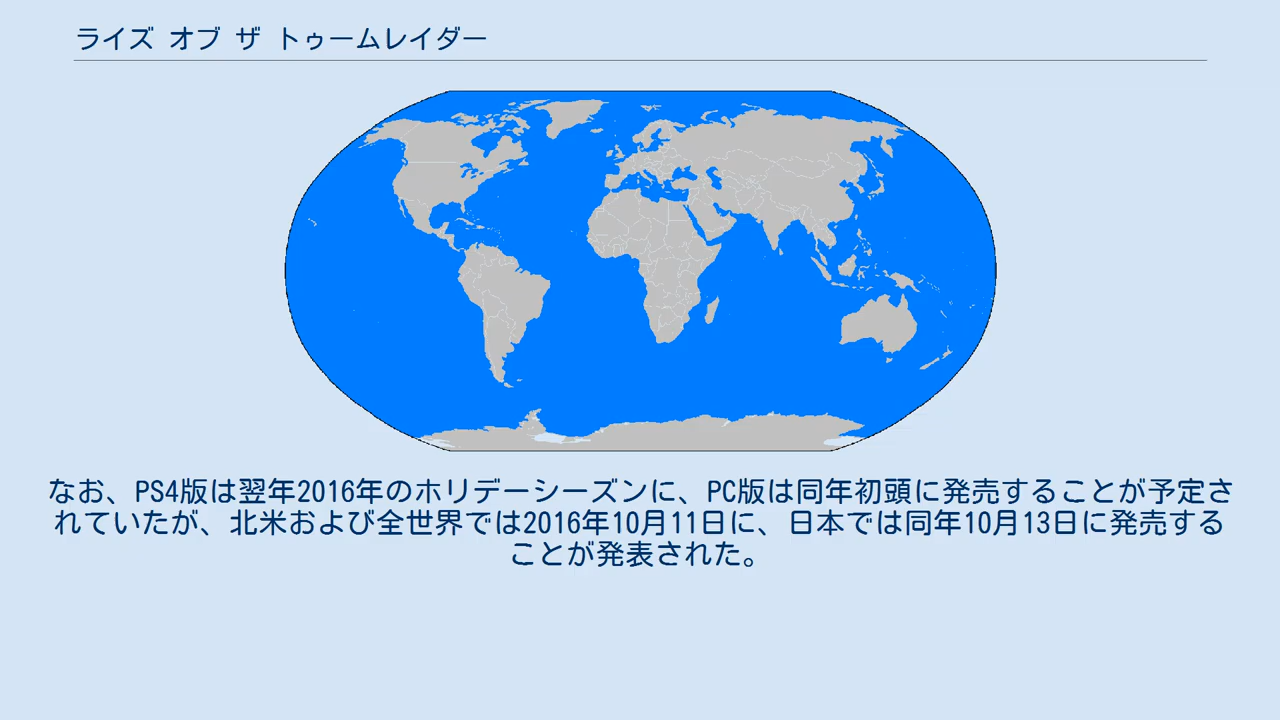 ライズ オブ ザ トゥームレイダー
なお、PS4版は翌年2016年のホリデーシーズンに、PC版は同年初頭に発売することが予定さ
れていたが、北米および全世界では2016年10月11日に、日本では同年10月13日に発売する
ことが発表された。